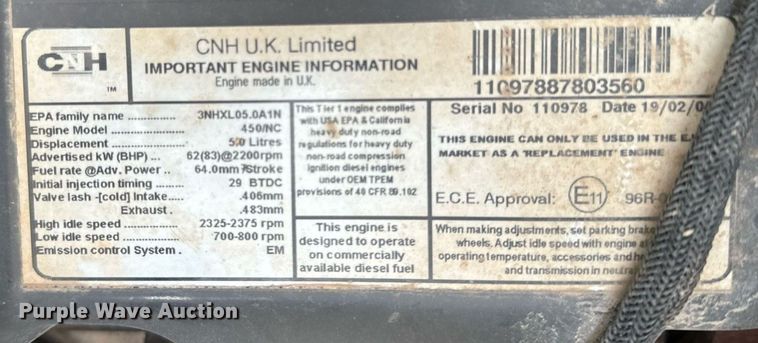 CNH
TM
CNH U.K. Limited
IMPORTANT ENGINE INFORMATION
Engine made in U.K.
11097887803560
EPA family name ............... 3NHXL05.0A1N
Engine Model .................... 450/NC
Displacement .................... 5.0 Litres
Advertised kW (BHP) ... 62(83)@2200rpm
Fuel rate @Adv. Power .. 64.0mm³/Stroke
Initial injection timing ....... 29 BTDC
Valve lash -[cold] Intake..... .406mm
Exhaust . .483mm
High idle speed ....... 2325-2375 rpm
Low idle speed ........ 700-800 rpm
Emission control System . EM
This Tier 1 engine complies
with USA EPA & California
heavy duty non-road
regulations for heavy duty
non-road compression
ignition diesel engines
under OEM TPEM
provisions of 40 CFR 89.102
This engine is
designed to operate
on commercially
available diesel fuel
Serial No 110978 Date 19/02/
THIS ENGINE CAN ONLY BE USED IN THE
MARKET AS A 'REPLACEMENT' ENGINE
E.C.E. Approval: E11 96R-
When making adjustments, set parking brake
wheels. Adjust idle speed with engine
operating temperature, accessories and
and transmission in
Purple Wave Auction